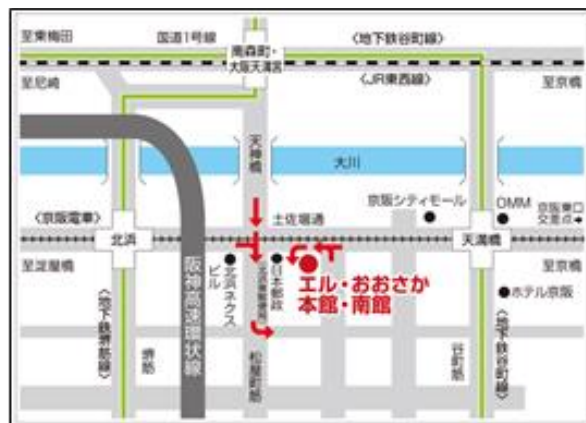 至東梅田
国道1号線
南森町・
大阪天満宮
〈地下鉄谷町線〉
至尼崎
〈JR東西線〉
至京橋
天神橋
大川
土佐堀通
京阪シティモール
OMM
京阪東口
交差点→
〈京阪電車〉
北浜
天満橋
至淀屋橋
至京橋
阪神高速環状線
北浜ネクス
ビル
日本郵政
エル・おおさか
本館・南館
ホテル京阪
〈地下鉄堺筋線〉
堺筋
松屋町筋
谷町筋
〈地下鉄谷町線〉